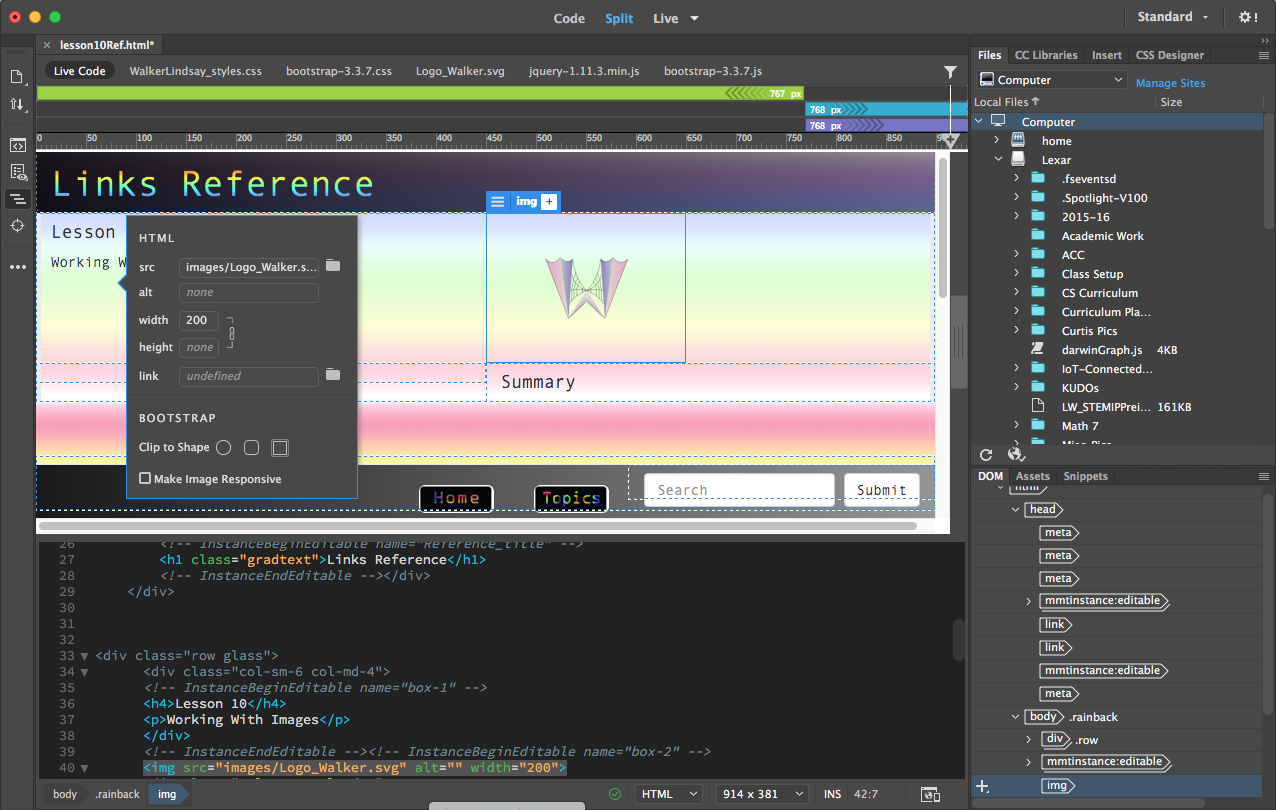 Code Split Live
Standard
!
lesson10Ref.html*
Live Code WalkerLindsay_styles.css bootstrap-3.3.7.css Logo_Walker.svg jquery-1.11.3.min.js bootstrap-3.3.7.js
767 px
768 px
768 px
0 50 100 150 200 250 300 350 400 450 500 550 600 650 700 750 800 850
Links Reference
img +
Lesson
Working W
HTML
src images/Logo_Walker.s...
alt none
width 200
height none
link undefined
BOOTSTRAP
Clip to Shape
Make Image Responsive
Summary
Home Topics Search Submit
26 <!-- InstanceBeginEditable name="Reference_title" -->
27 <h1 class="gradtext">Links Reference</h1>
28 <!-- InstanceEndEditable --></div>
29 </div>
30
31
32
33 <div class="row glass">
34 <div class="col-sm-6 col-md-4">
35 <!-- InstanceBeginEditable name="box-1" -->
36 <h4>Lesson 10</h4>
37 <p>Working With Images</p>
38 </div>
39 <!-- InstanceEndEditable --><!-- InstanceBeginEditable name="box-2" -->
40 <img src="images/Logo_Walker.svg" alt="" width="200">
body .rainback img
HTML 914 x 381 INS 42:7
Files CC Libraries Insert CSS Designer
Computer Manage Sites
Local Files Size
Computer
home
Lexar
.fseventsd
.Spotlight-V100
2015-16
Academic Work
ACC
Class Setup
CS Curriculum
Curriculum Pla...
Curtis Pics
darwinGraph.js 4KB
IoT-Connected...
KUDOs
LW_STEMIPPrei... 161KB
Math 7
DOM Assets Snippets
html
head
meta
meta
meta
mmtinstance:editable
link
link
mmtinstance:editable
meta
body .rainback
div .row
mmtinstance:editable
img